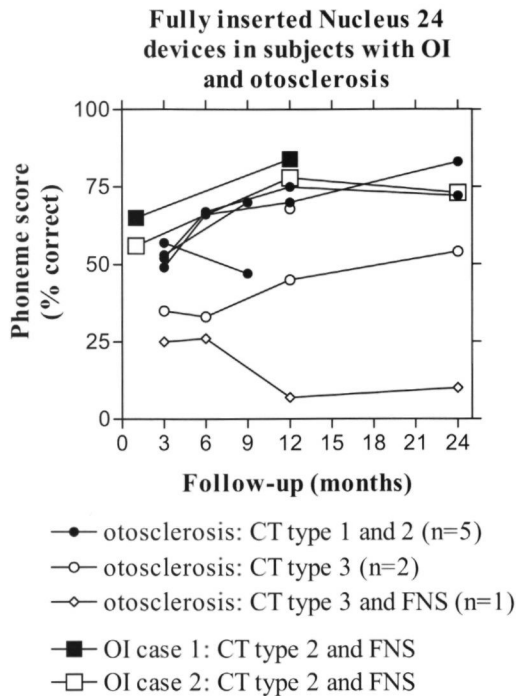 Fully inserted Nucleus 24
devices in subjects with OI
and otosclerosis
100
75
50
25
0
Phoneme score
(% correct)
0 3 6 9 12 15 18 21 24
Follow-up (months)
otosclerosis: CT type 1 and 2 (n=5)
otosclerosis: CT type 3 (n=2)
otosclerosis: CT type 3 and FNS (n=1)
OI case 1: CT type 2 and FNS
OI case 2: CT type 2 and FNS